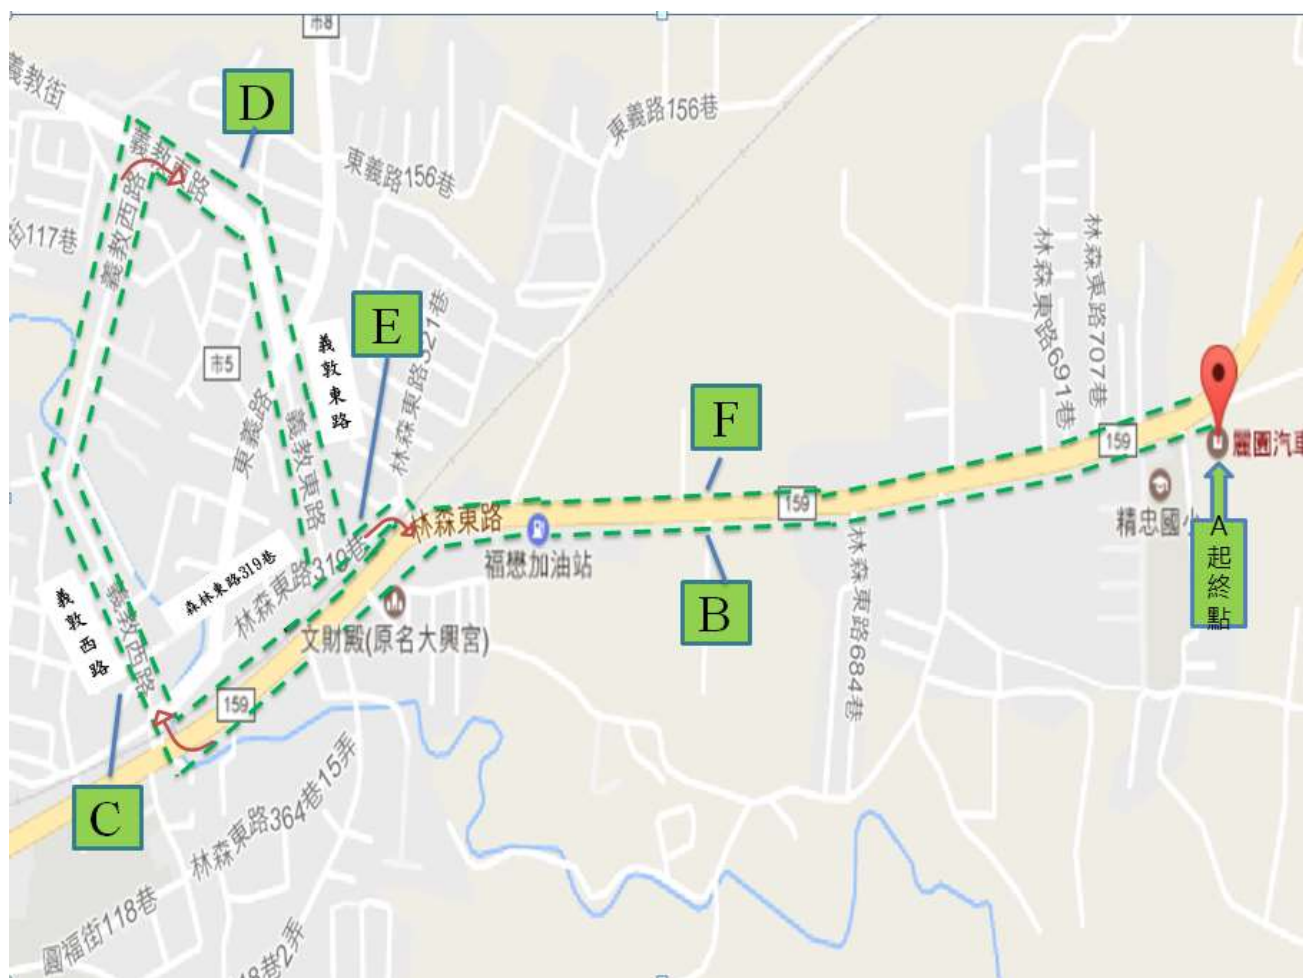 市8
義教街
D
義教東路
東義路156巷
東義路156巷
義教西路
117巷
林森東路691巷
林森東路707巷
E
林森東路321巷
市5
義敦東路
東義路
義教東路
F
159
麗園汽車
159
林森東路
精忠國小
A
起
終
點
福懋加油站
林森東路319巷
森林東路319巷
B
林森東路684巷
義敦西路
義教西路
文財殿(原名大興宮)
159
C
林森東路364巷15弄
圓福街118巷
18巷2弄